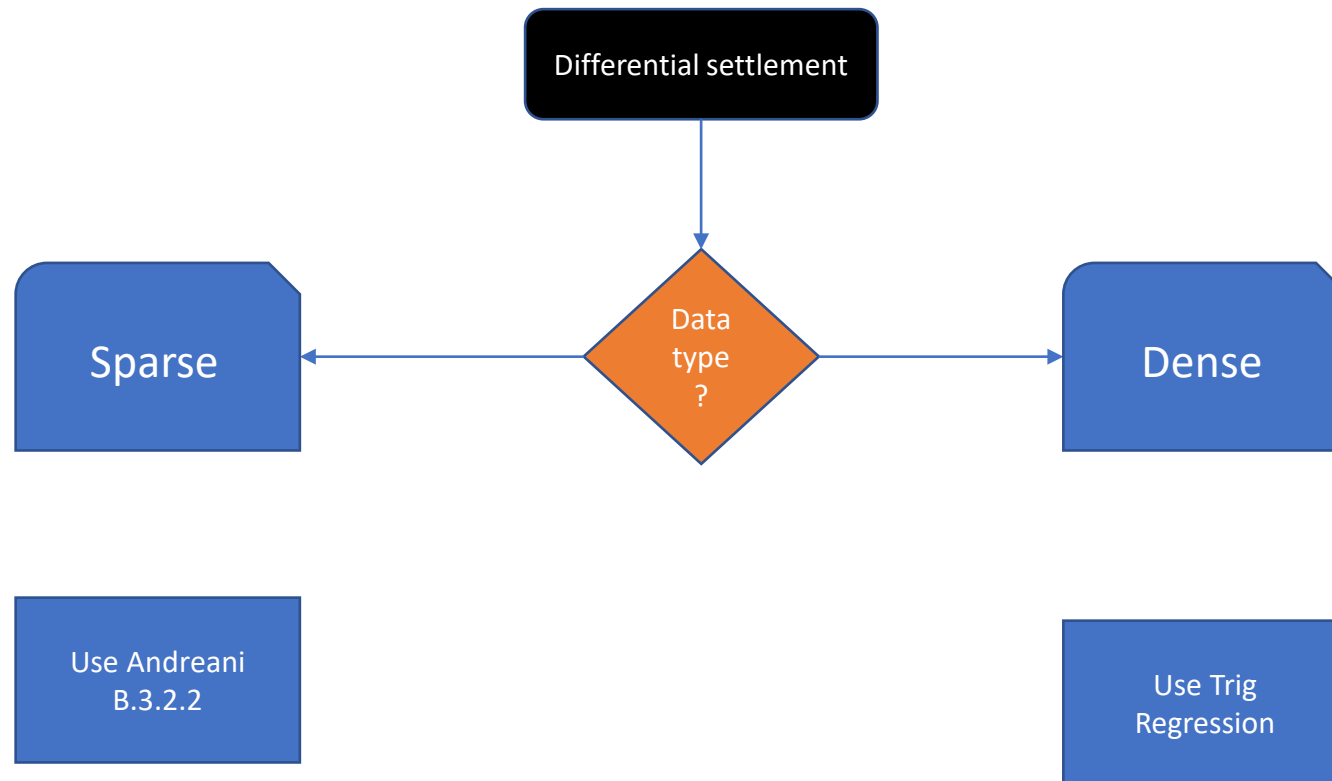 Differential settlement
Sparse
Data
type
?
Dense
Use Andreani
B.3.2.2
Use Trig
Regression